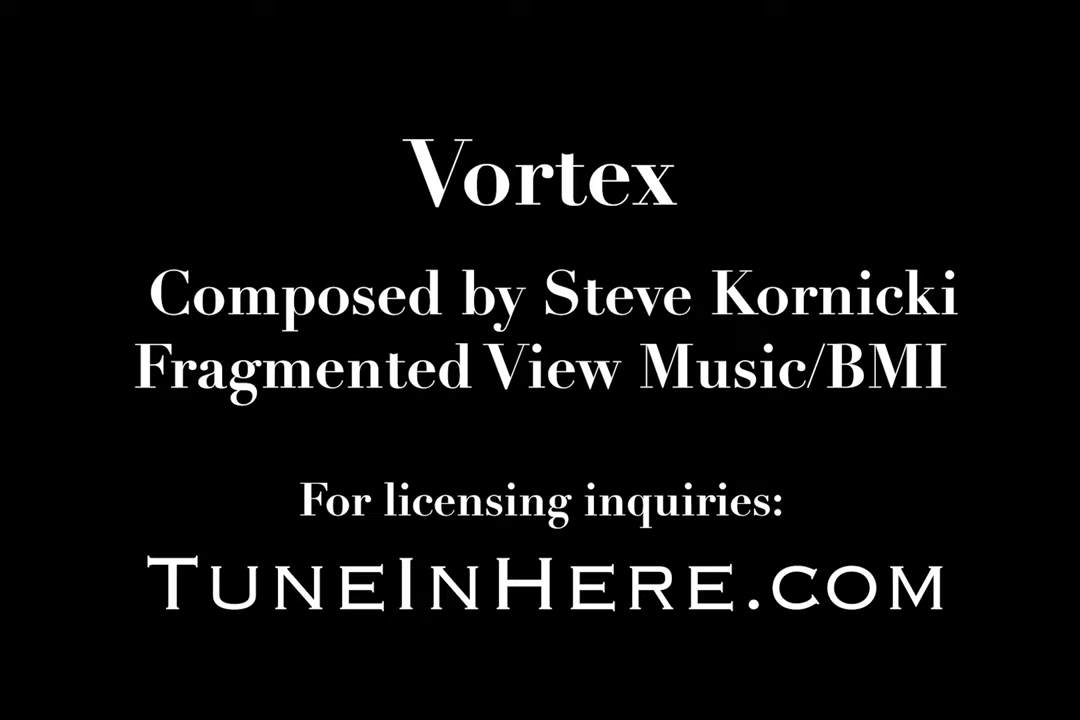 Vortex
Composed by Steve Kornicki
Fragmented View Music/BMI
For licensing inquiries:
TuneInHere.com